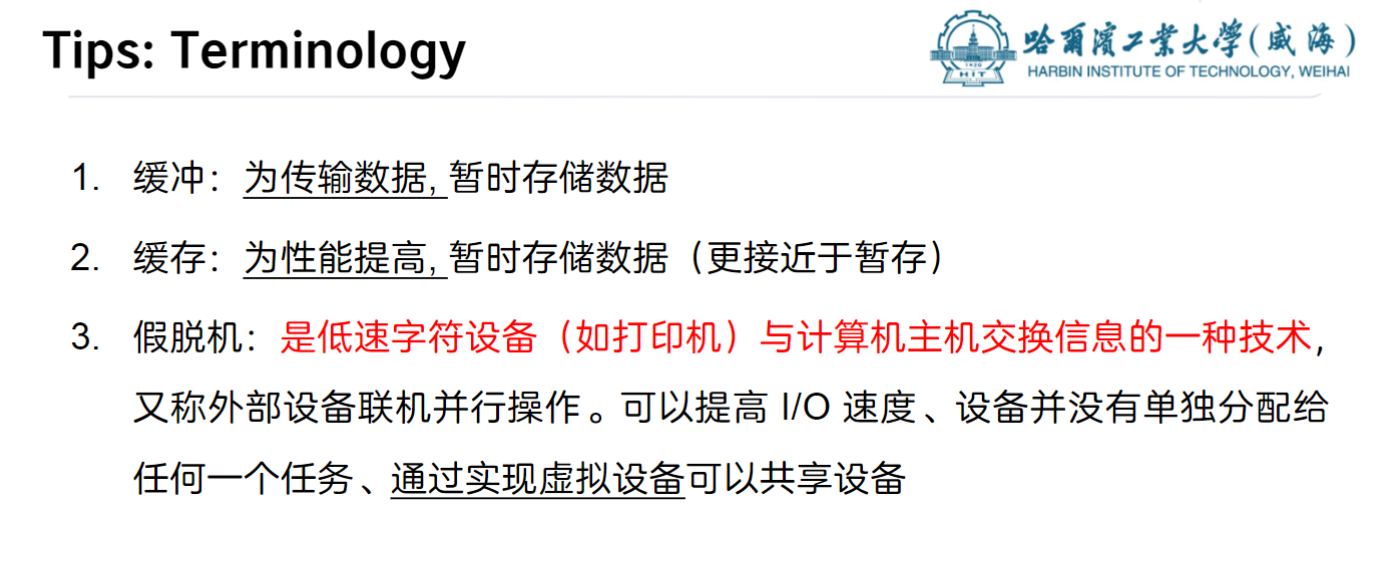 Tips: Terminology
哈爾濱工業大學(威海)
HARBIN INSTITUTE OF TECHNOLOGY, WEIHAI
1920
HIT
1. 缓冲：为传输数据, 暂时存储数据
2. 缓存：为性能提高, 暂时存储数据（更接近于暂存）
3. 假脱机：是低速字符设备（如打印机）与计算机主机交换信息的一种技术，
又称外部设备联机并行操作。可以提高 I/O 速度、设备并没有单独分配给
任何一个任务、通过实现虚拟设备可以共享设备